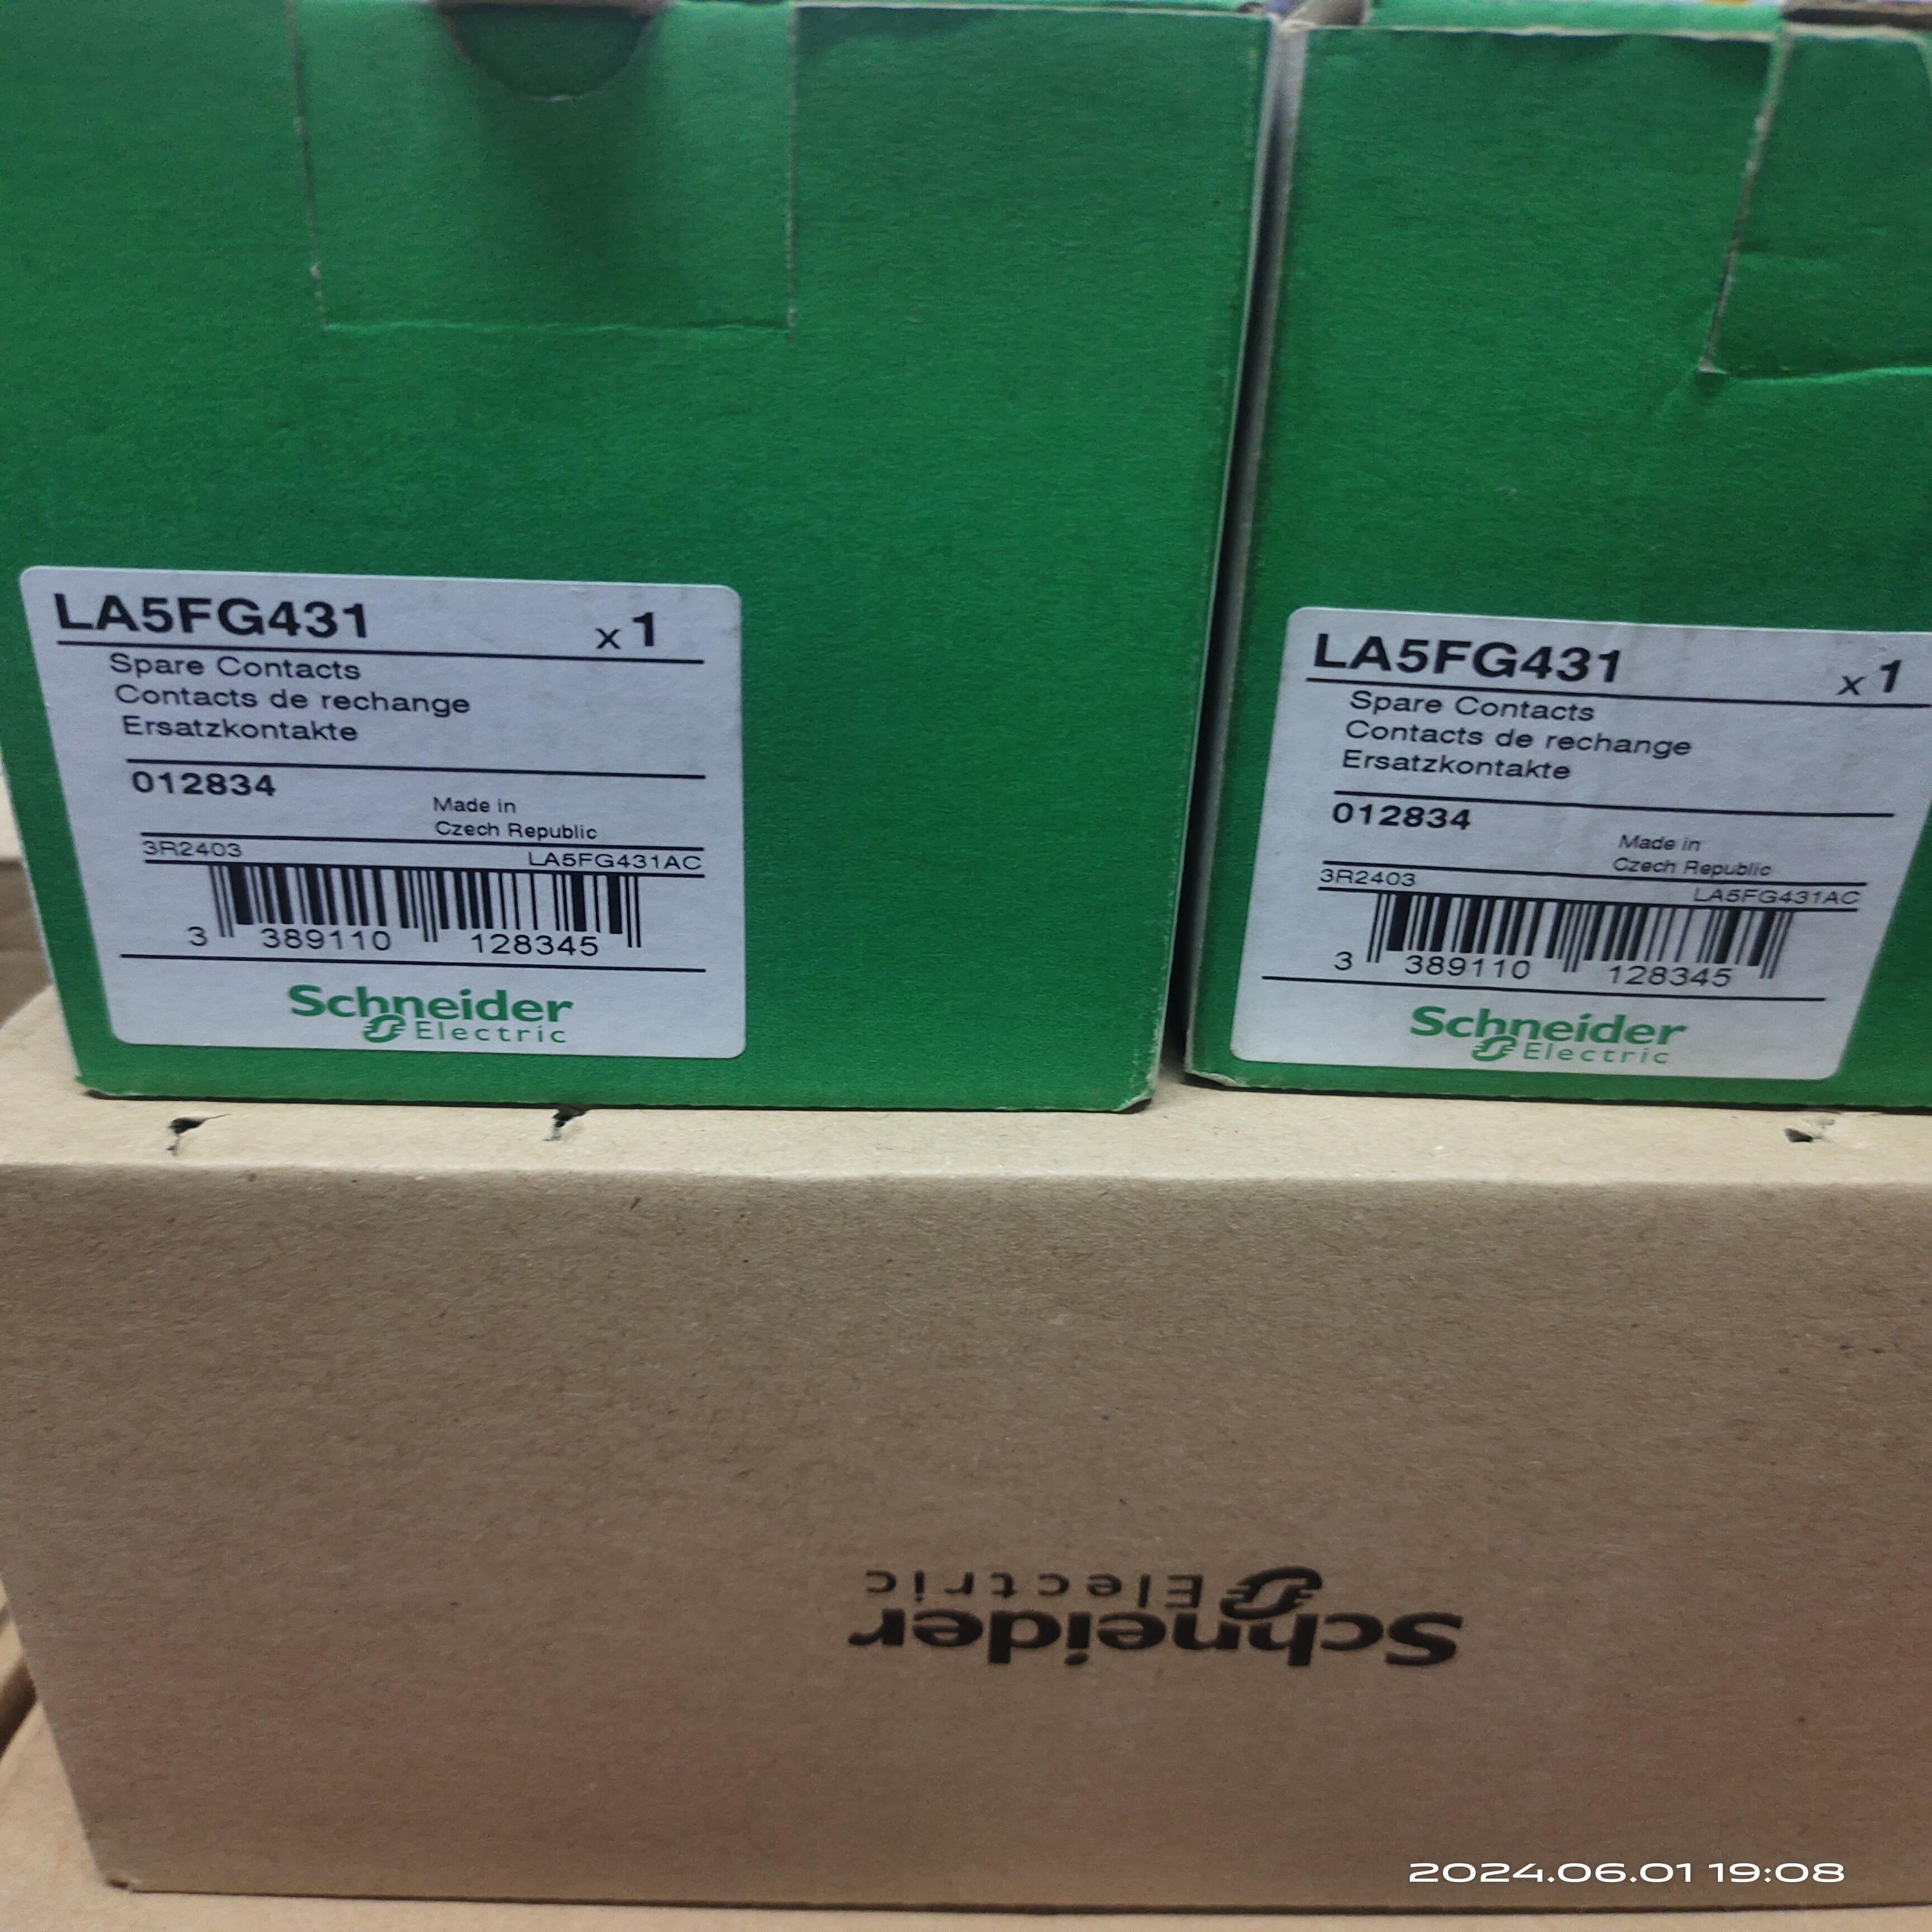 LA5FG431 x 1
Spare Contacts
Contacts de rechange
Ersatzkontakte
012834
Made in
Czech Republic
3R2403 LA5FG431AC
3 389110 128345
Schneider
Electric
LA5FG431 x 1
Spare Contacts
Contacts de rechange
Ersatzkontakte
012834
Made in
Czech Republic
3R2403 LA5FG431AC
3 389110 128345
Schneider
Electric
Schneider
Electric
2024.06.01 19:08